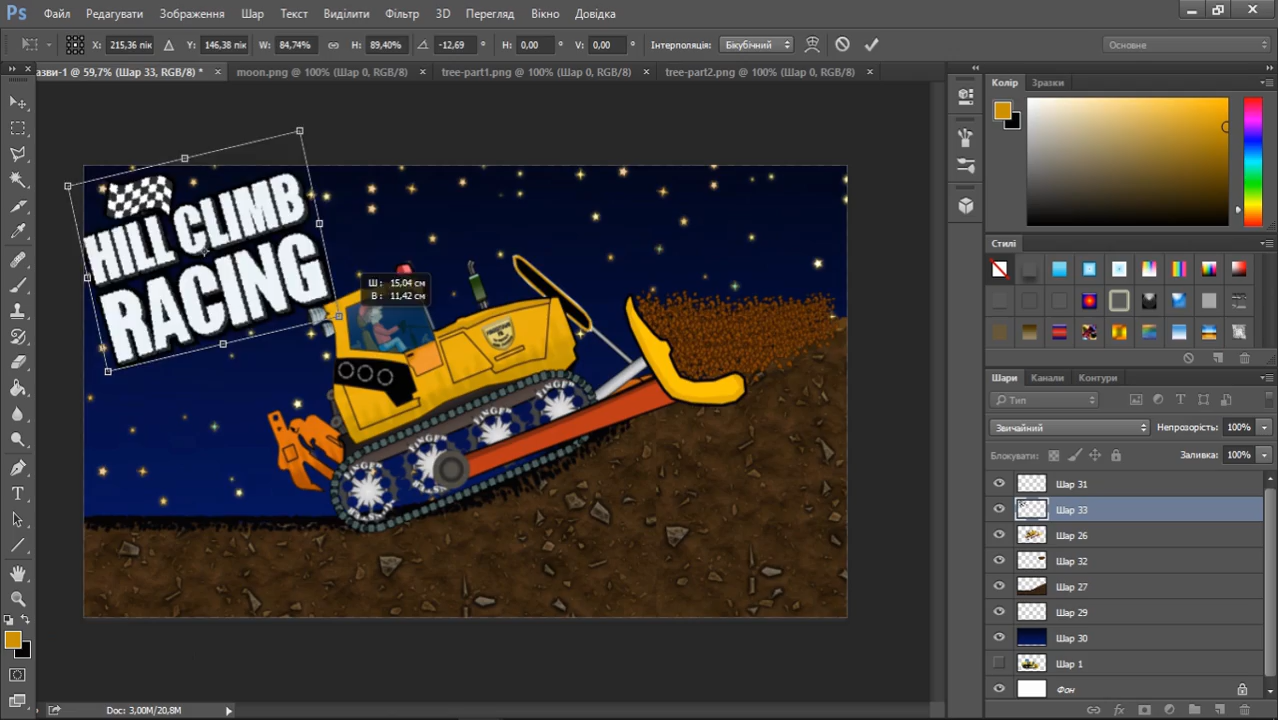 Ps Файл Редагувати Зображення Шар Текст Виділити Фільтр 3D Перегляд Вікно Довідка
X: 215,36 пік Y: 146,38 пік W: 84,74% H: 89,40% -12,69 ° H: 0,00 ° V: 0,00 ° Інтерполяція: Бікубічний Основне
азви-1 @ 59,7% (Шар 33, RGB/8) * × moon.png @ 100% (Шар 0, RGB/8) × tree-part1.png @ 100% (Шар 0, RGB/8) × tree-part2.png @ 100% (Шар 0, RGB/8) ×
Колір Зразки
HILL CLIMB
RACING
Ш: 15,04 см
В: 11,42 см
FINGER
FINGER
FINGER
FINGER
Стилі
Шари Канали Контури
Тип
Звичайний Непрозорість: 100%
Блокувати: Заливка: 100%
Шар 31
Шар 33
Шар 26
Шар 32
Шар 27
Шар 29
Шар 30
Шар 1
Фон
Doc: 3,00M/20,8M